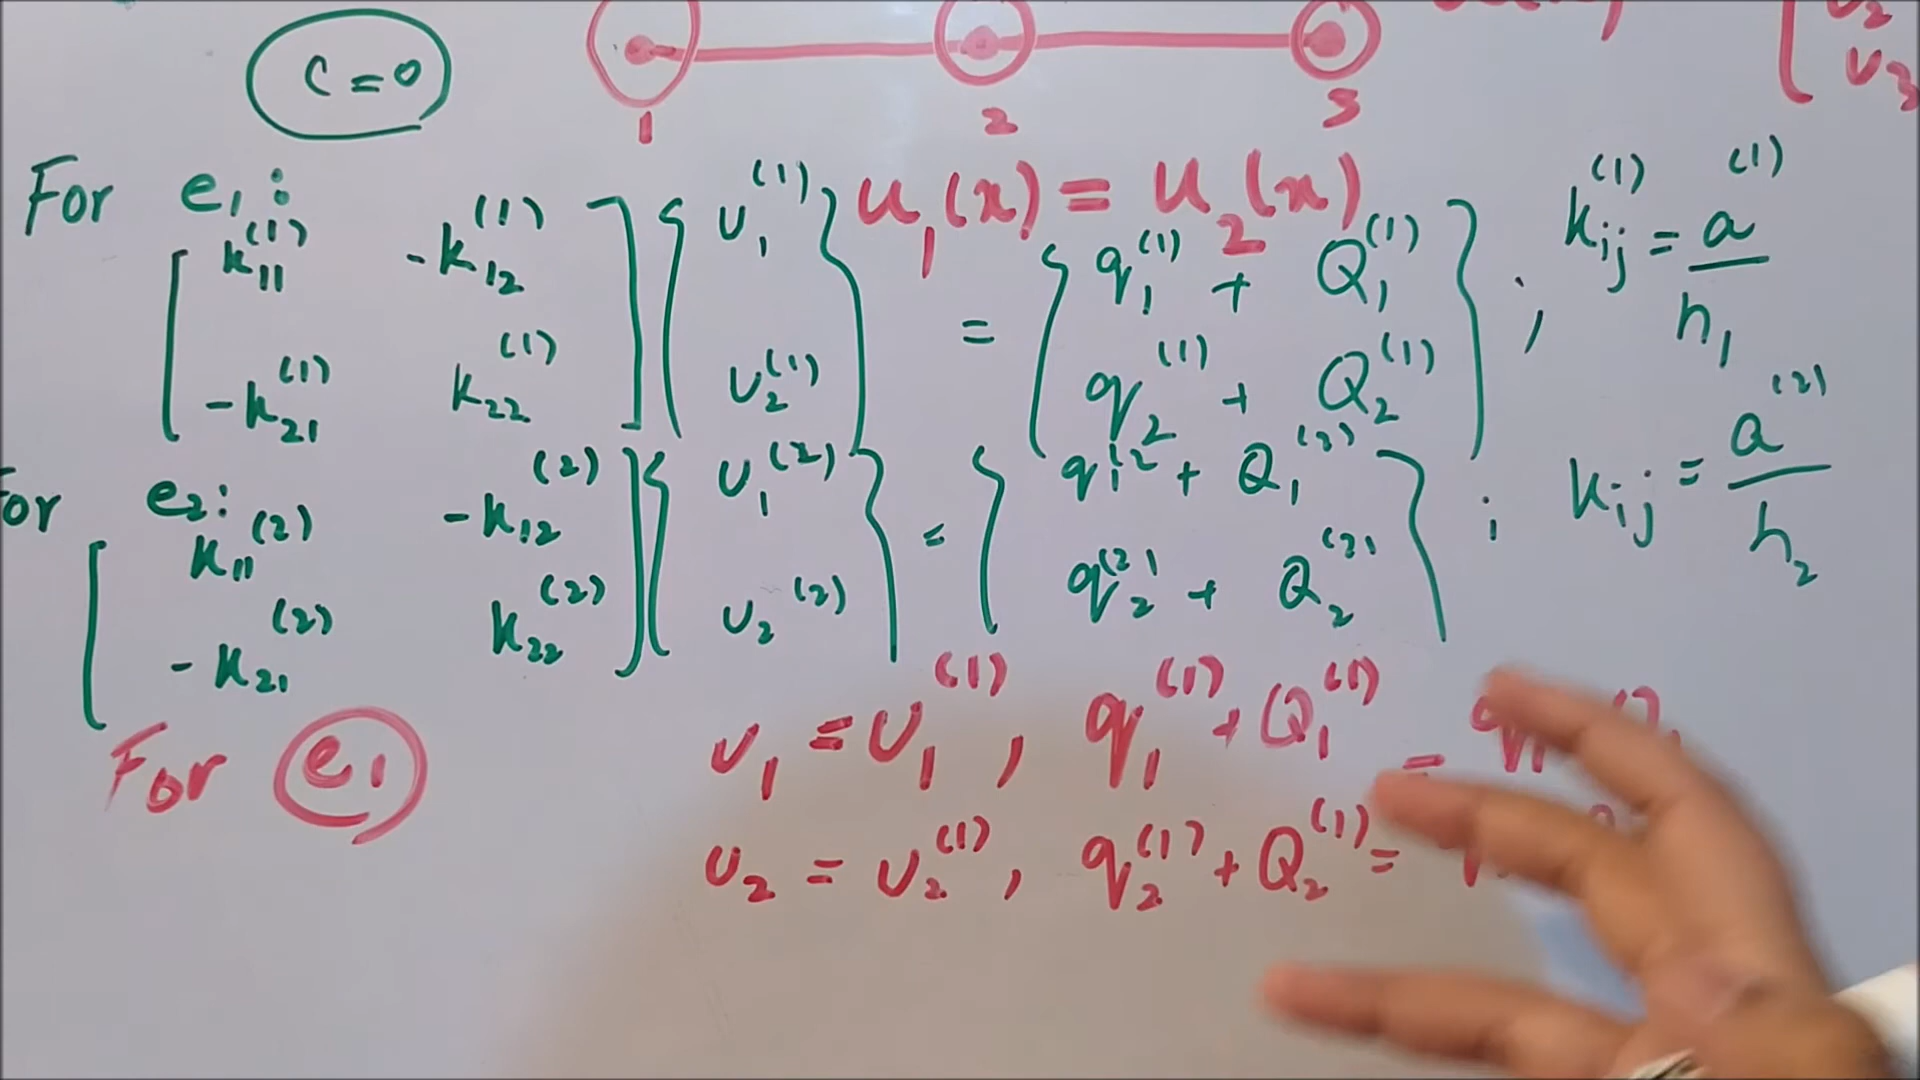 C = 0
1 2 3
U₂
U₃
For e₁:
u₁(x) = u₂(x)
[ k₁₁⁽¹⁾ -k₁₂⁽¹⁾ ] { U₁⁽¹⁾ } = { q₁⁽¹⁾ + Q₁⁽¹⁾ } ; kᵢⱼ⁽¹⁾ = a⁽¹⁾/h₁
[ -k₂₁⁽¹⁾ k₂₂⁽¹⁾ ] { U₂⁽¹⁾ } { q₂⁽¹⁾ + Q₂⁽¹⁾ }
For e₂:
[ k₁₁⁽²⁾ -k₁₂⁽²⁾ ] { U₁⁽²⁾ } = { q₁⁽² + Q₁⁽²⁾ } ; kᵢⱼ = a⁽²⁾/h₂
[ -k₂₁⁽²⁾ k₂₂⁽²⁾ ] { U₂⁽²⁾ } { q₂⁽²⁾ + Q₂⁽²⁾ }
For e₁ U₁ = U₁⁽¹⁾, q₁⁽¹⁾ + Q₁⁽¹⁾ =
U₂ = U₂⁽¹⁾, q₂⁽¹⁾ + Q₂⁽¹⁾ =